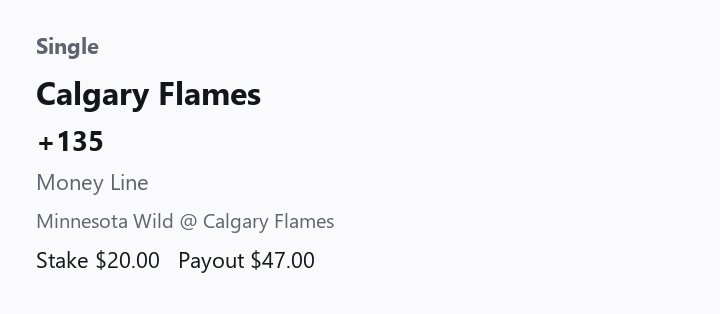 Single
Calgary Flames
+135
Money Line
Minnesota Wild @ Calgary Flames
Stake $20.00 Payout $47.00